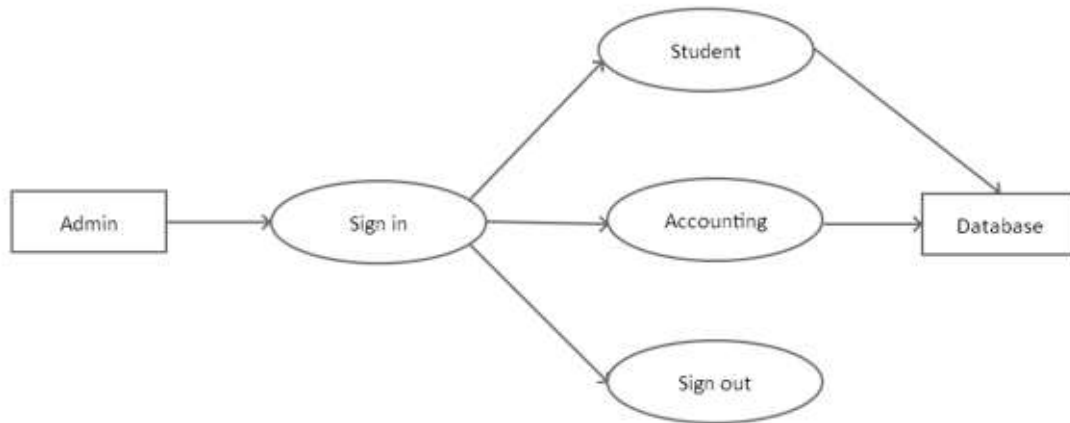 Student
Admin
Sign in
Accounting
Database
Sign out